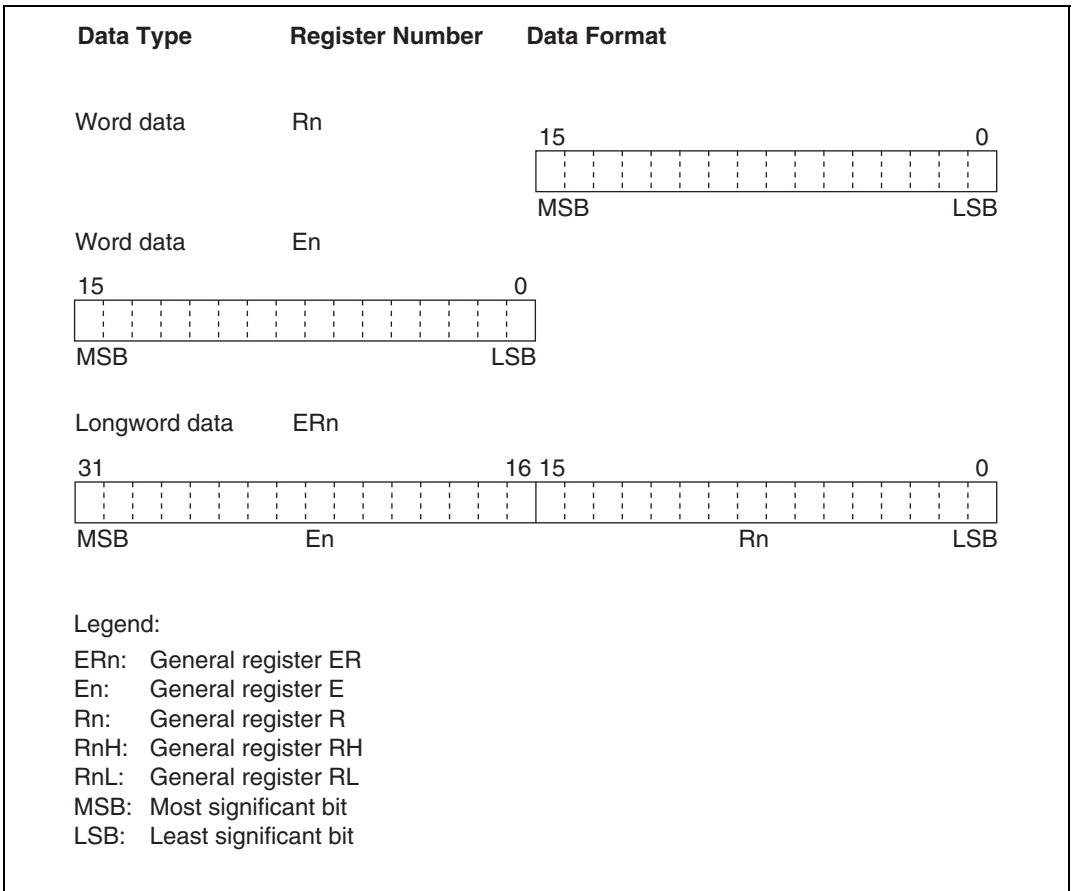 Data Type Register Number Data Format
Word data Rn
15 0
MSB LSB
Word data En
15 0
MSB LSB
Longword data ERn
31 16 15 0
MSB En Rn LSB
Legend:
ERn: General register ER
En: General register E
Rn: General register R
RnH: General register RH
RnL: General register RL
MSB: Most significant bit
LSB: Least significant bit